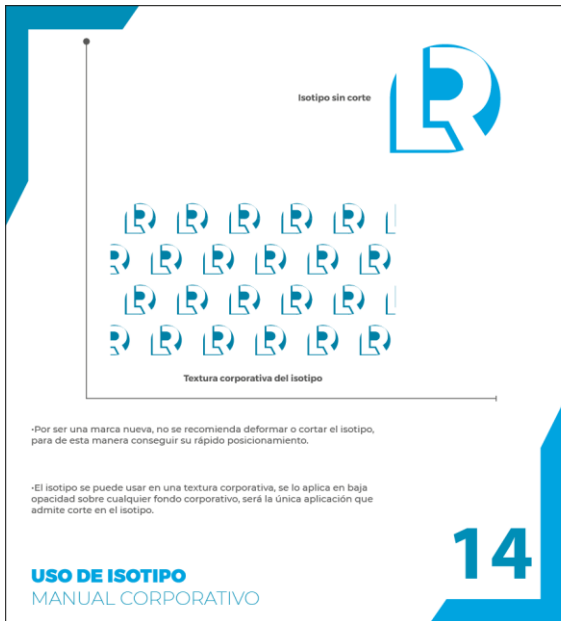 Isotipo sin corte
LR
Textura corporativa del isotipo
•Por ser una marca nueva, no se recomienda deformar o cortar el isotipo,
para de esta manera conseguir su rápido posicionamiento.
•El isotipo se puede usar en una textura corporativa, se lo aplica en baja
opacidad sobre cualquier fondo corporativo, será la única aplicación que
admite corte en el isotipo.
USO DE ISOTIPO
MANUAL CORPORATIVO
14